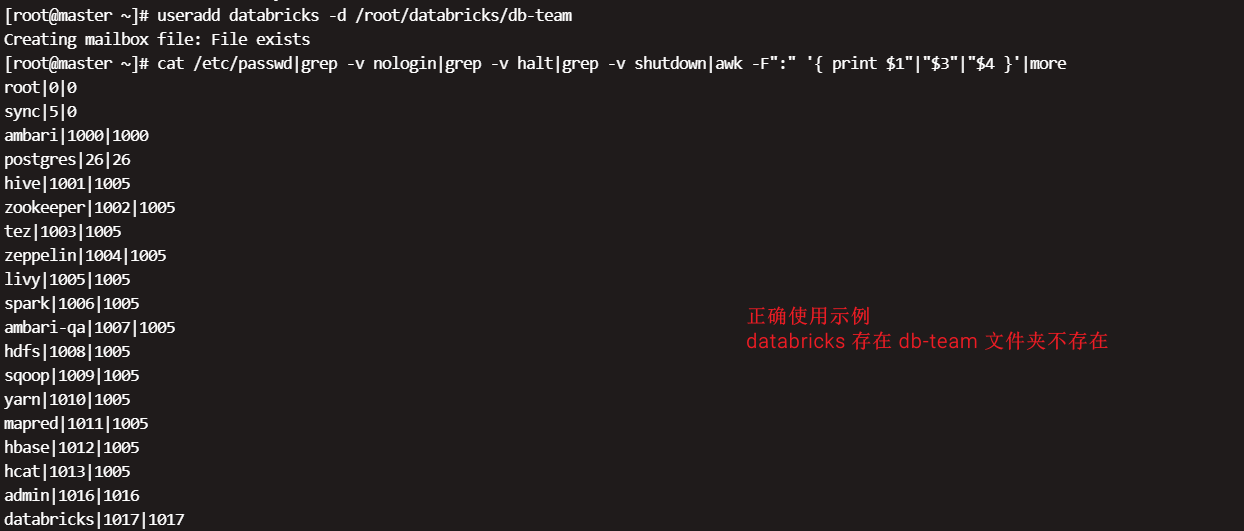 [root@master ~]# useradd databricks -d /root/databricks/db-team
Creating mailbox file: File exists
[root@master ~]# cat /etc/passwd|grep -v nologin|grep -v halt|grep -v shutdown|awk -F":" '{ print $1"|"$3"|"$4 }'|more
root|0|0
sync|5|0
ambari|1000|1000
postgres|26|26
hive|1001|1005
zookeeper|1002|1005
tez|1003|1005
zeppelin|1004|1005
livy|1005|1005
spark|1006|1005
ambari-qa|1007|1005
hdfs|1008|1005
sqoop|1009|1005
yarn|1010|1005
mapred|1011|1005
hbase|1012|1005
hcat|1013|1005
admin|1016|1016
databricks|1017|1017
正确使用示例
databricks 存在 db-team 文件夹不存在